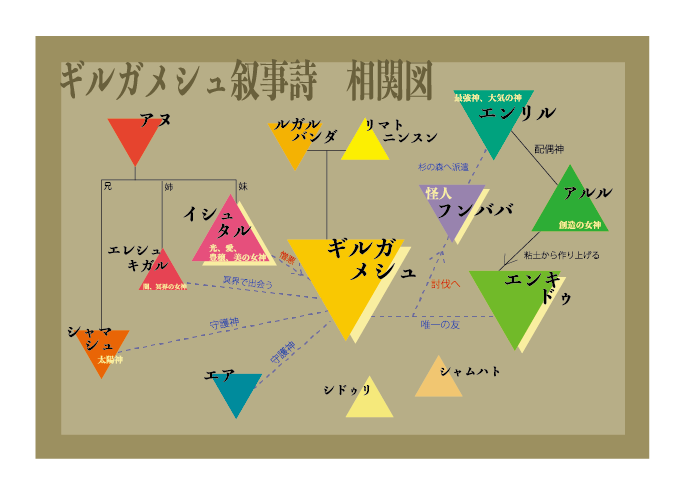 ギルガメシュ叙事詩　相関図
アヌ
ルガル
バンダ
リマト
ニンスン
最強神、大気の神
エンリル
配偶神
杉の森へ派遣
兄
姉
妹
怪人
フンババ
アルル
創造の女神
イシュ
タル
光、愛、
豊穣、美の女神
エレシュ
キガル
闇、冥界の女神
憎悪
冥界で出会う
ギルガ
メシュ
粘土から作り上げる
討伐へ
エンキ
ドゥ
唯一の友
シャマ
シュ
太陽神
守護神
守護神
エア
シドゥリ
シャムハト